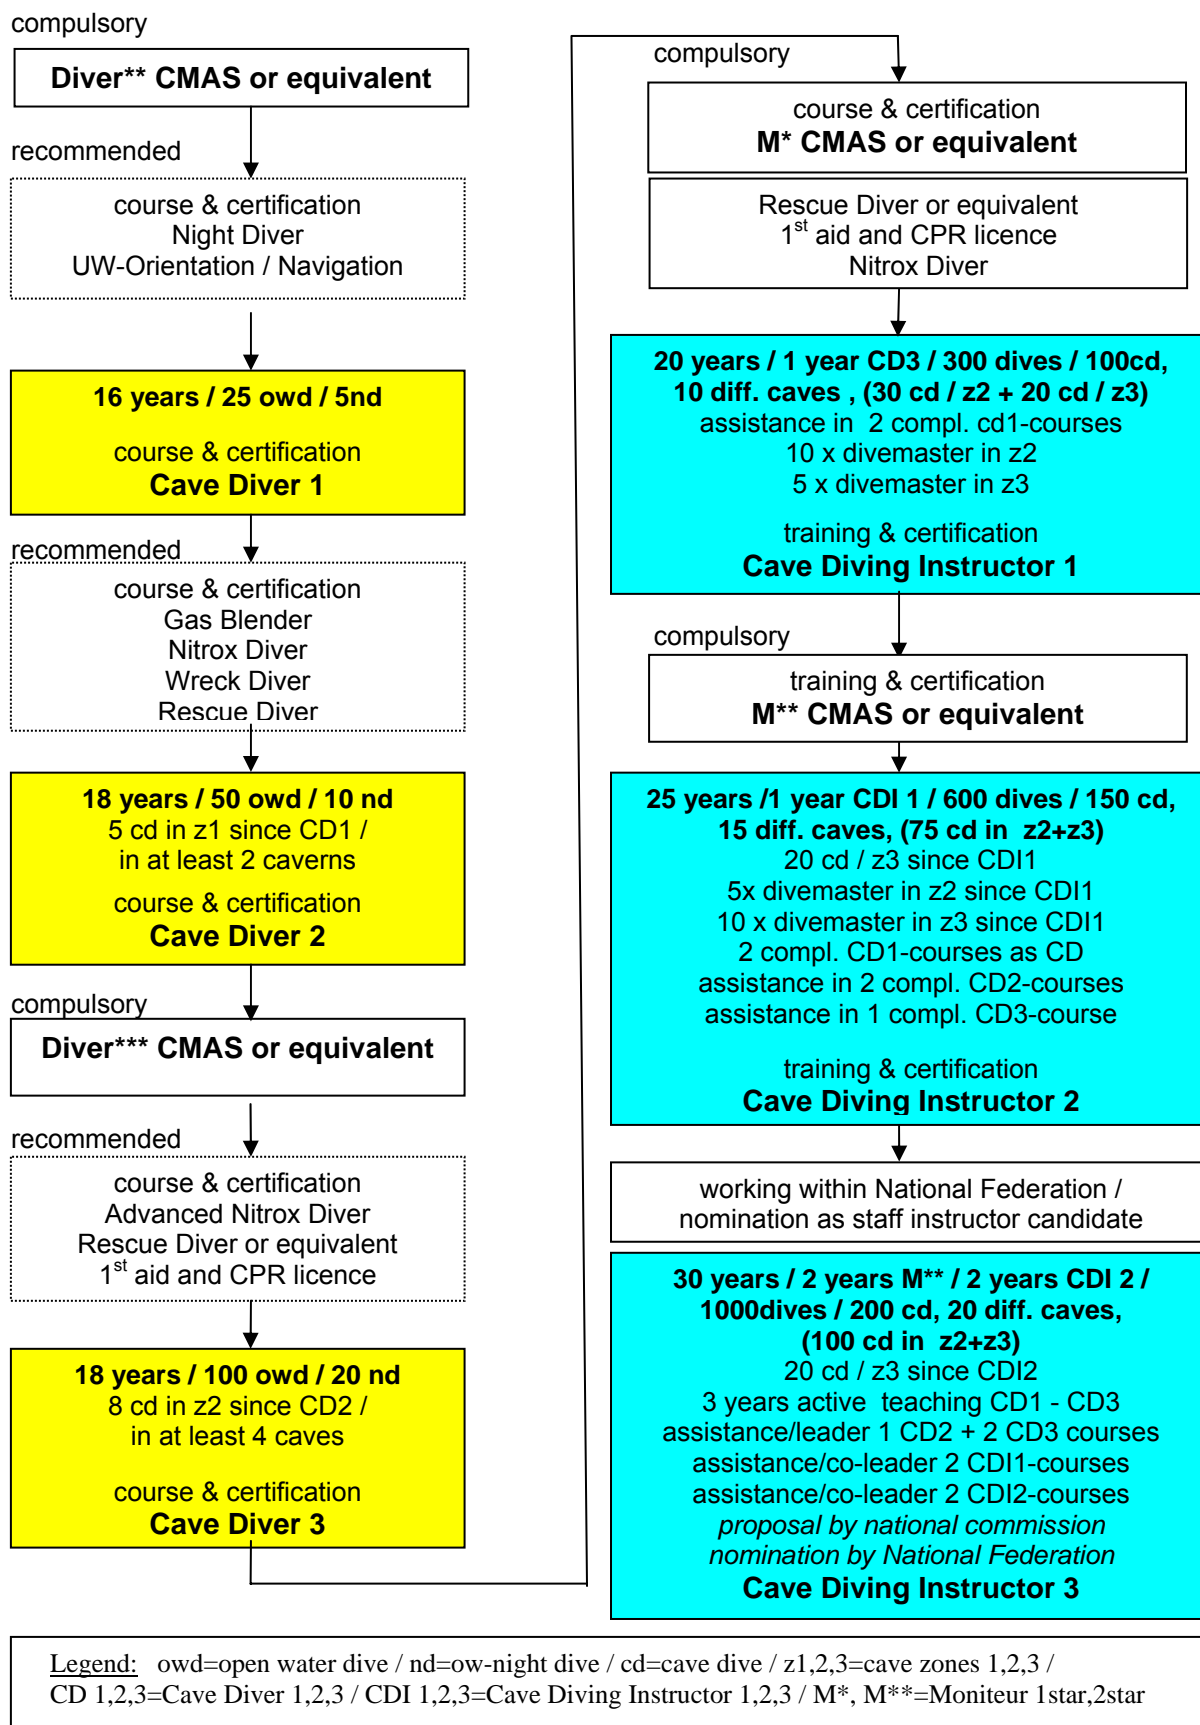 compulsory
Diver** CMAS or equivalent
recommended
course & certification
Night Diver
UW-Orientation / Navigation
16 years / 25 owd / 5nd
course & certification
Cave Diver 1
recommended
course & certification
Gas Blender
Nitrox Diver
Wreck Diver
Rescue Diver
18 years / 50 owd / 10 nd
5 cd in z1 since CD1 /
in at least 2 caverns
course & certification
Cave Diver 2
compulsory
Diver*** CMAS or equivalent
recommended
course & certification
Advanced Nitrox Diver
Rescue Diver or equivalent
1st aid and CPR licence
18 years / 100 owd / 20 nd
8 cd in z2 since CD2 /
in at least 4 caves
course & certification
Cave Diver 3
compulsory
course & certification
M* CMAS or equivalent
Rescue Diver or equivalent
1st aid and CPR licence
Nitrox Diver
20 years / 1 year CD3 / 300 dives / 100cd,
10 diff. caves , (30 cd / z2 + 20 cd / z3)
assistance in 2 compl. cd1-courses
10 x divemaster in z2
5 x divemaster in z3
training & certification
Cave Diving Instructor 1
compulsory
training & certification
M** CMAS or equivalent
25 years /1 year CDI 1 / 600 dives / 150 cd,
15 diff. caves, (75 cd in z2+z3)
20 cd / z3 since CDI1
5x divemaster in z2 since CDI1
10 x divemaster in z3 since CDI1
2 compl. CD1-courses as CD
assistance in 2 compl. CD2-courses
assistance in 1 compl. CD3-course
training & certification
Cave Diving Instructor 2
working within National Federation /
nomination as staff instructor candidate
30 years / 2 years M** / 2 years CDI 2 /
1000dives / 200 cd, 20 diff. caves,
(100 cd in z2+z3)
20 cd / z3 since CDI2
3 years active teaching CD1 - CD3
assistance/leader 1 CD2 + 2 CD3 courses
assistance/co-leader 2 CDI1-courses
assistance/co-leader 2 CDI2-courses
proposal by national commission
nomination by National Federation
Cave Diving Instructor 3
Legend: owd=open water dive / nd=ow-night dive / cd=cave dive / z1,2,3=cave zones 1,2,3 /
CD 1,2,3=Cave Diver 1,2,3 / CDI 1,2,3=Cave Diving Instructor 1,2,3 / M*, M**=Moniteur 1star,2star